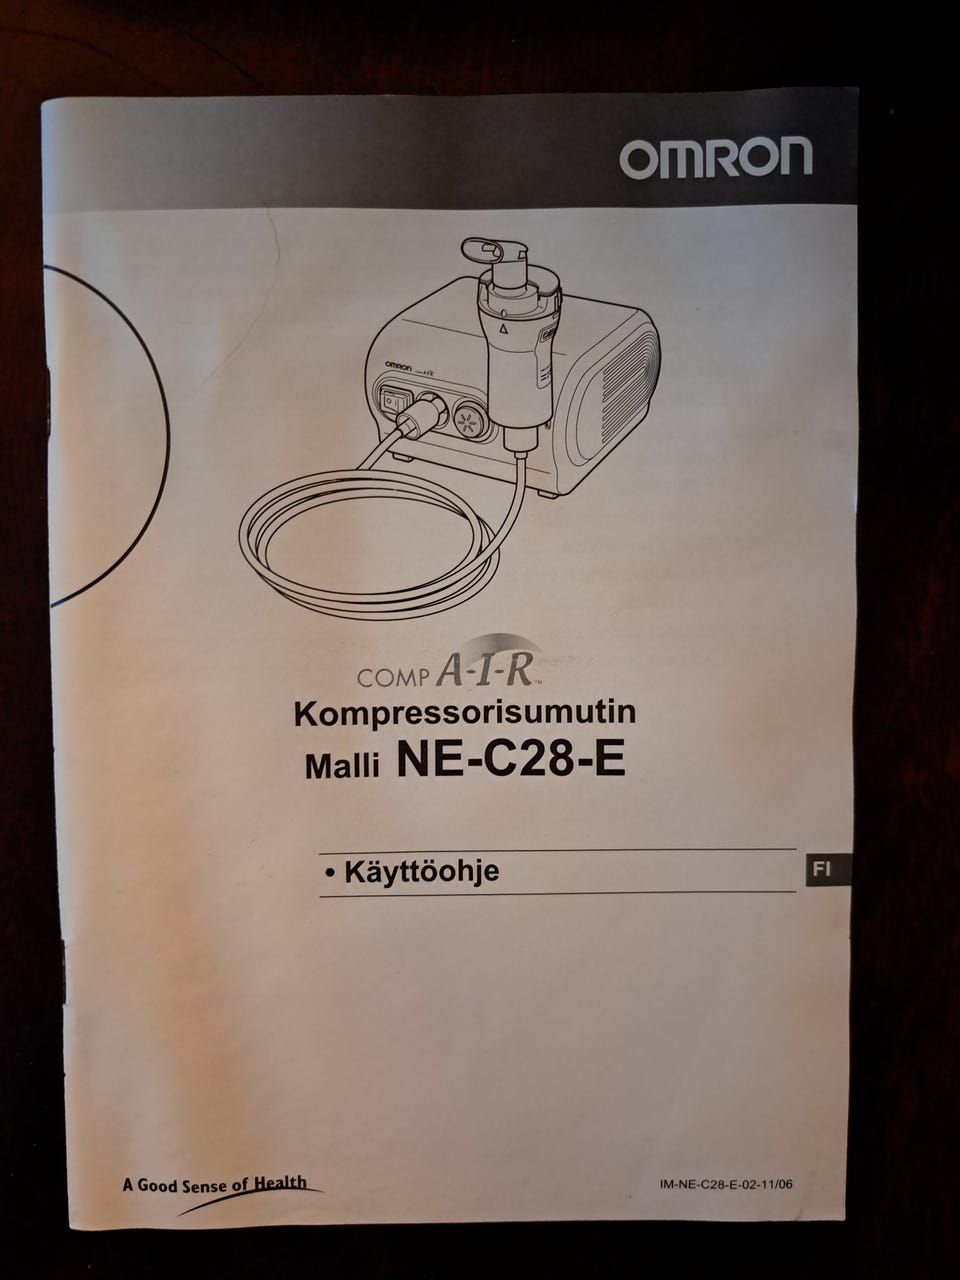 OMRON
OMRON
COMP A-I-R™
Kompressorisumutin
Malli NE-C28-E
• Käyttöohje
FI
A Good Sense of Health
IM-NE-C28-E-02-11/06